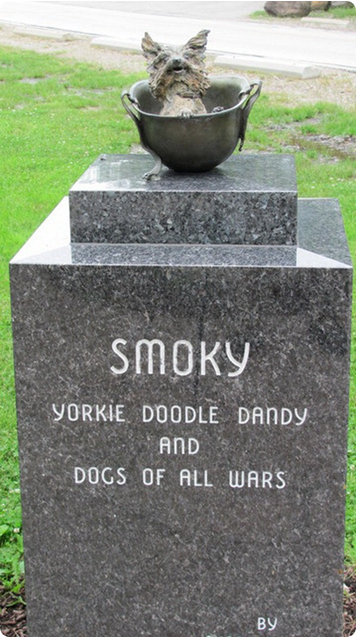 SMOKY
YORKIE DOODLE DANDY
AND
DOGS OF ALL WARS
BY